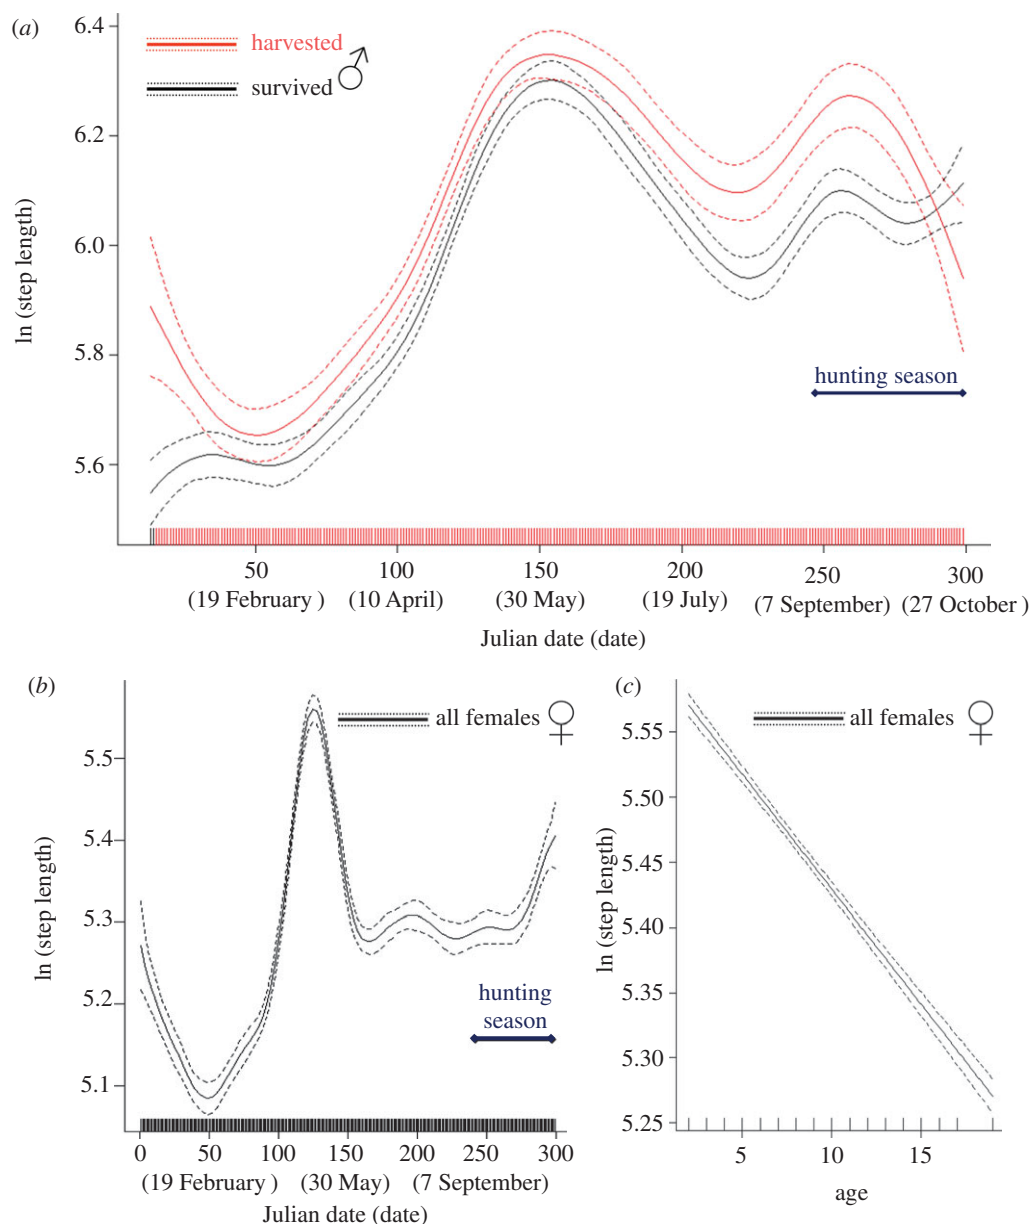 (a)
harvested
survived
ln (step length)
6.4
6.2
6.0
5.8
5.6
hunting season
50 100 150 200 250 300
(19 February ) (10 April) (30 May) (19 July) (7 September) (27 October )
Julian date (date)
(b)
all females
ln (step length)
5.5
5.4
5.3
5.2
5.1
hunting
season
0 50 100 150 200 250 300
(19 February ) (30 May) (7 September)
Julian date (date)
(c)
all females
ln (step length)
5.55
5.50
5.45
5.40
5.35
5.30
5.25
5 10 15
age